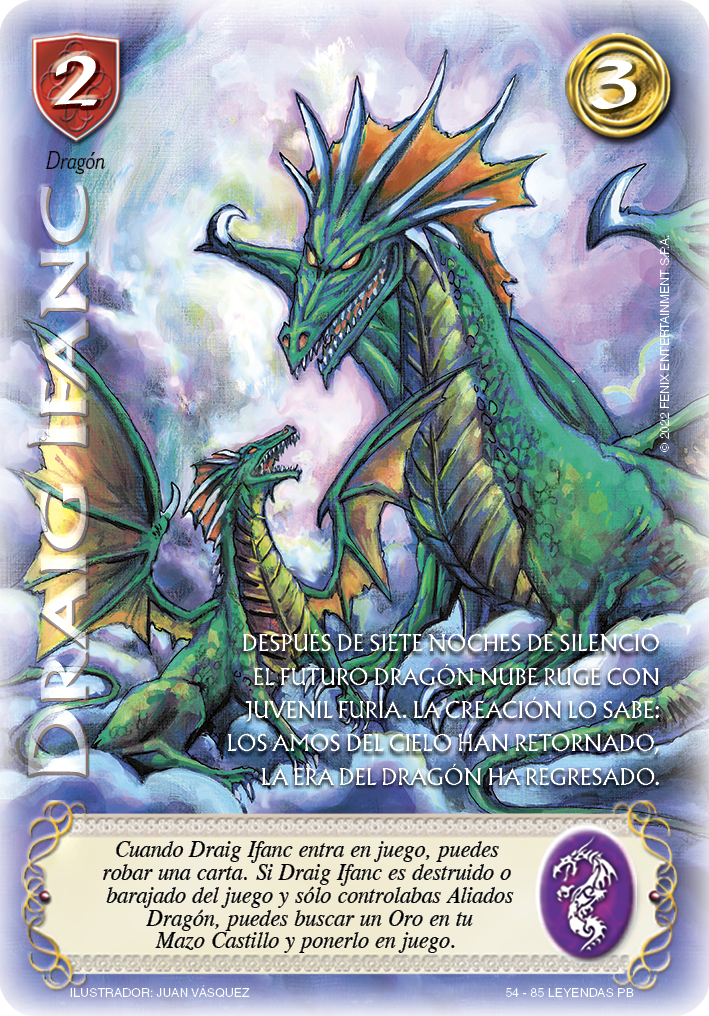 2
3
Dragón
DRAIG IFANC
© 2022 FENIX ENTERTAINMENT S.P.A.
DESPUÉS DE SIETE NOCHES DE SILENCIO
EL FUTURO DRAGÓN NUBE RUGE CON
JUVENIL FURIA. LA CREACIÓN LO SABE:
LOS AMOS DEL CIELO HAN RETORNADO,
LA ERA DEL DRAGÓN HA REGRESADO.
Cuando Draig Ifanc entra en juego, puedes
robar una carta. Si Draig Ifanc es destruido o
barajado del juego y sólo controlabas Aliados
Dragón, puedes buscar un Oro en tu
Mazo Castillo y ponerlo en juego.
ILUSTRADOR: JUAN VÁSQUEZ
54 - 85 LEYENDAS PB